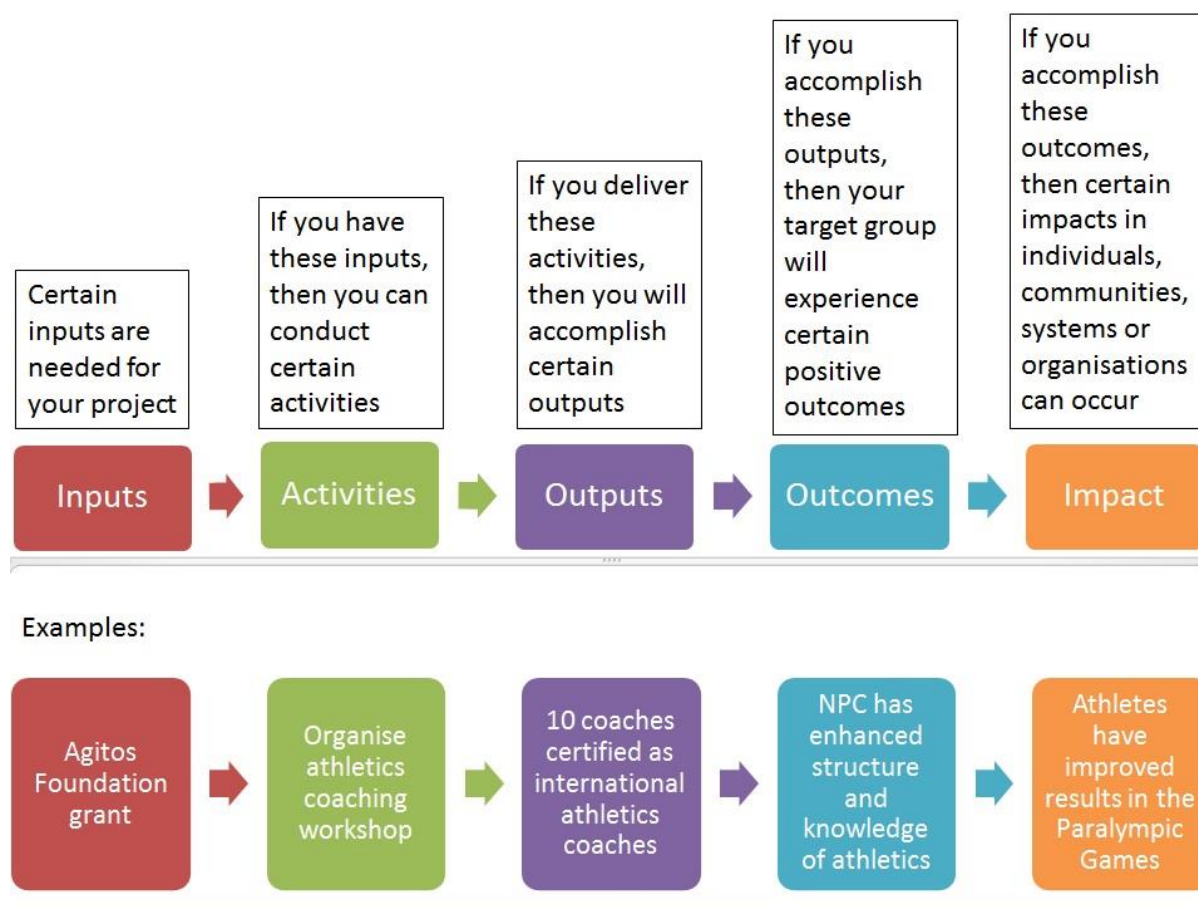 Certain
inputs are
needed for
your project
If you have
these inputs,
then you can
conduct
certain
activities
If you deliver
these
activities,
then you will
accomplish
certain
outputs
If you
accomplish
these
outputs,
then your
target group
will
experience
certain
positive
outcomes
If you
accomplish
these
outcomes,
then certain
impacts in
individuals,
communities,
systems or
organisations
can occur
Inputs
Activities
Outputs
Outcomes
Impact
Examples:
Agitos
Foundation
grant
Organise
athletics
coaching
workshop
10 coaches
certified as
international
athletics
coaches
NPC has
enhanced
structure
and
knowledge
of athletics
Athletes
have
improved
results in the
Paralympic
Games